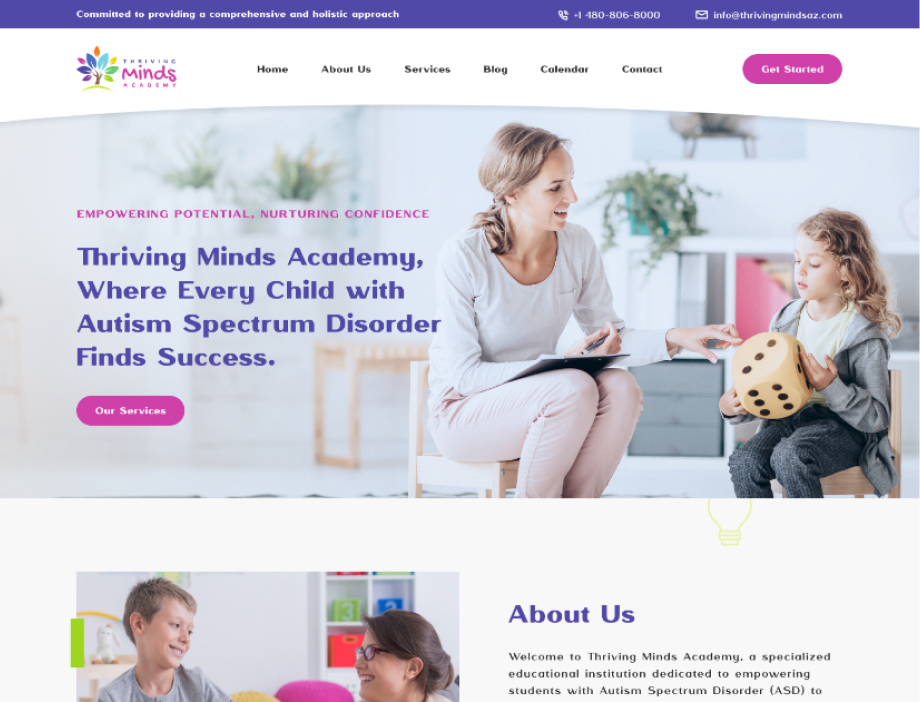 Committed to providing a comprehensive and holistic approach
+1 480-806-8000
info@thrivingmindsaz.com
THRIVING
Minds
ACADEMY
Home
About Us
Services
Blog
Calendar
Contact
Get Started
EMPOWERING POTENTIAL, NURTURING CONFIDENCE
Thriving Minds Academy,
Where Every Child with
Autism Spectrum Disorder
Finds Success.
Our Services
About Us
Welcome to Thriving Minds Academy, a specialized
educational institution dedicated to empowering
students with Autism Spectrum Disorder (ASD) to